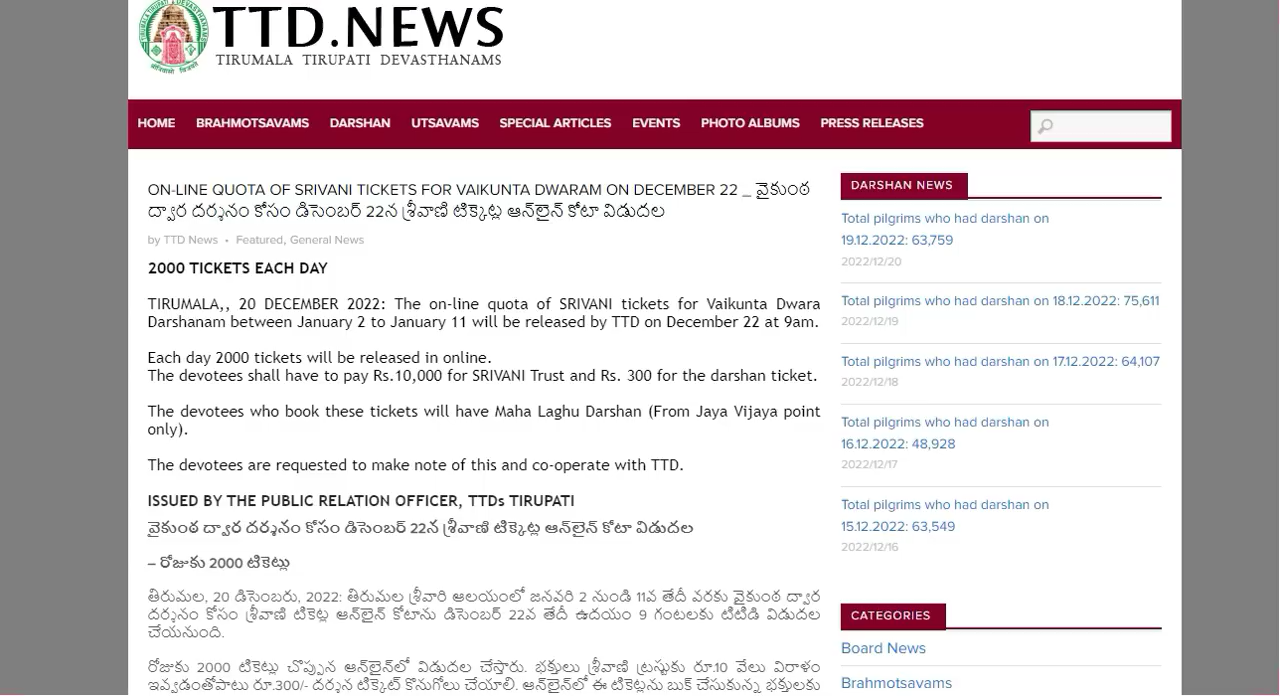 TTD.NEWS
TIRUMALA TIRUPATI DEVASTHANAMS
HOME BRAHMOTSAVAMS DARSHAN UTSAVAMS SPECIAL ARTICLES EVENTS PHOTO ALBUMS PRESS RELEASES
ON-LINE QUOTA OF SRIVANI TICKETS FOR VAIKUNTA DWARAM ON DECEMBER 22 _ వైకుంఠ
ద్వార దర్శనం కోసం డిసెంబర్ 22న శ్రీవాణి టిక్కెట్ల ఆన్‌లైన్ కోటా విడుదల
by TTD News • Featured, General News
2000 TICKETS EACH DAY
TIRUMALA,, 20 DECEMBER 2022: The on-line quota of SRIVANI tickets for Vaikunta Dwara
Darshanam between January 2 to January 11 will be released by TTD on December 22 at 9am.
Each day 2000 tickets will be released in online.
The devotees shall have to pay Rs.10,000 for SRIVANI Trust and Rs. 300 for the darshan ticket.
The devotees who book these tickets will have Maha Laghu Darshan (From Jaya Vijaya point
only).
The devotees are requested to make note of this and co-operate with TTD.
ISSUED BY THE PUBLIC RELATION OFFICER, TTDs TIRUPATI
వైకుంఠ ద్వార దర్శనం కోసం డిసెంబర్ 22న శ్రీవాణి టిక్కెట్ల ఆన్‌లైన్ కోటా విడుదల
– రోజుకు 2000 టికెట్లు
తిరుమల, 20 డిసెంబరు, 2022: తిరుమల శ్రీవారి ఆలయంలో జనవరి 2 నుండి 11వ తేదీ వరకు వైకుంఠ ద్వార
దర్శనం కోసం శ్రీవాణి టికెట్ల ఆన్‌లైన్ కోటాను డిసెంబర్ 22వ తేదీ ఉదయం 9 గంటలకు టిటిడి విడుదల
చేయనుంది.
రోజుకు 2000 టికెట్లు చొప్పున ఆన్‌లైన్‌లో విడుదల చేస్తారు. భక్తులు శ్రీవాణి ట్రస్టుకు రూ.10 వేలు విరాళం
ఇవ్వడంతోపాటు రూ.300/- దర్శన టిక్కెట్ కొనుగోలు చేయాలి. ఆన్‌లైన్‌లో ఈ టికెట్లను బుక్ చేసుకున్న భక్తులకు
DARSHAN NEWS
Total pilgrims who had darshan on
19.12.2022: 63,759
2022/12/20
Total pilgrims who had darshan on 18.12.2022: 75,611
2022/12/19
Total pilgrims who had darshan on 17.12.2022: 64,107
2022/12/18
Total pilgrims who had darshan on
16.12.2022: 48,928
2022/12/17
Total pilgrims who had darshan on
15.12.2022: 63,549
2022/12/16
CATEGORIES
Board News
Brahmotsavams